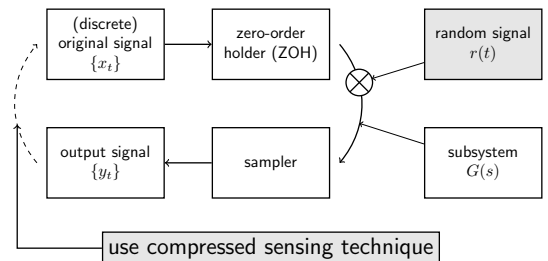 (discrete)
original signal
{x_t}
zero-order
holder (ZOH)
random signal
r(t)
output signal
{y_t}
sampler
subsystem
G(s)
use compressed sensing technique